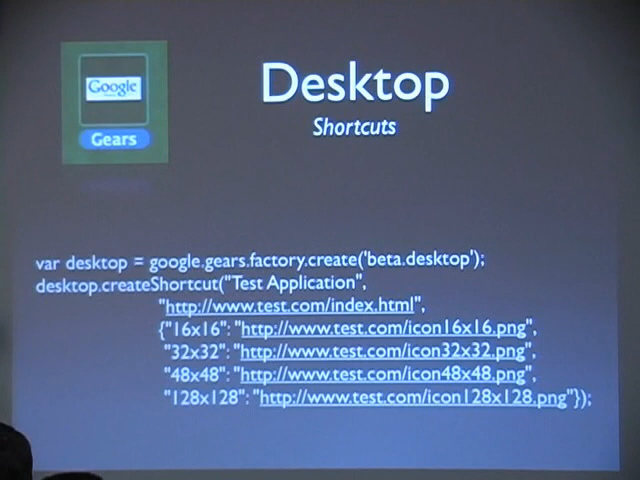 Google
Gears
Desktop
Shortcuts
var desktop = google.gears.factory.create('beta.desktop');
desktop.createShortcut("Test Application",
"http://www.test.com/index.html",
{"16x16": "http://www.test.com/icon16x16.png",
"32x32": "http://www.test.com/icon32x32.png",
"48x48": "http://www.test.com/icon48x48.png",
"128x128": "http://www.test.com/icon128x128.png"});